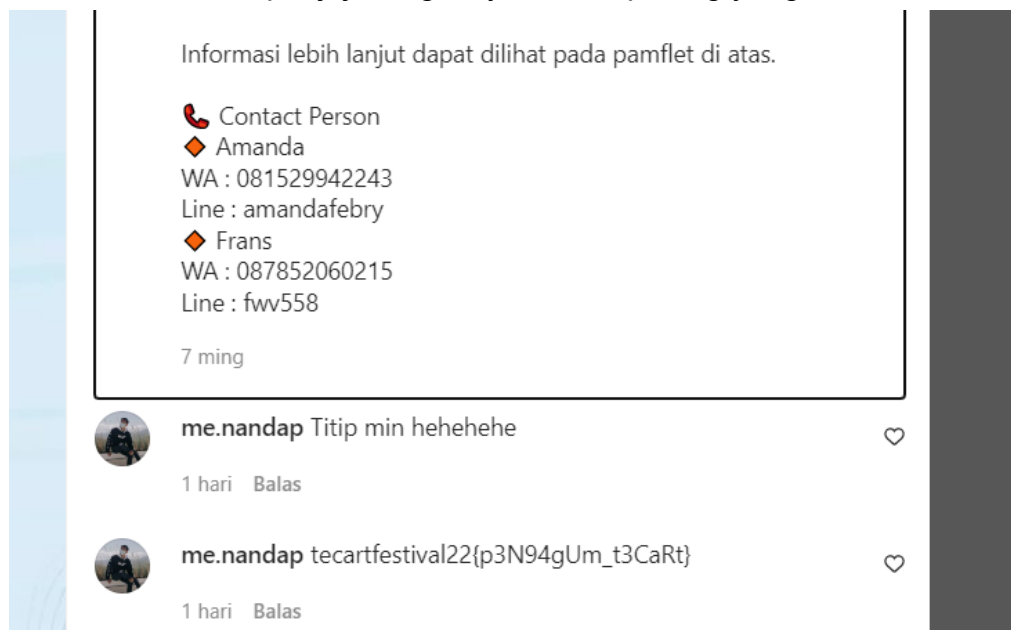 Informasi lebih lanjut dapat dilihat pada pamflet di atas.
Contact Person
Amanda
WA : 081529942243
Line : amandafebry
Frans
WA : 087852060215
Line : fwv558
7 ming
me.nandap Titip min hehehehe
1 hari Balas
me.nandap tecartfestival22{p3N94gUm_t3CaRt}
1 hari Balas